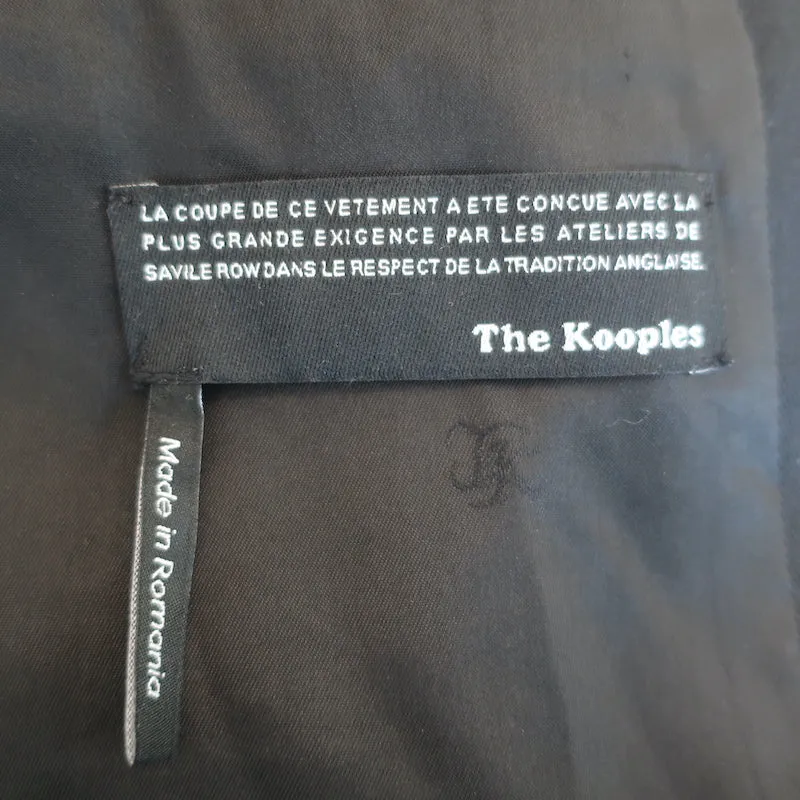 LA COUPE DE CE VETEMENT A ETE CONCUE AVEC LA
PLUS GRANDE EXIGENCE PAR LES ATELIERS DE
SAVILE ROW DANS LE RESPECT DE LA TRADITION ANGLAISE.
The Kooples
Made in Romania